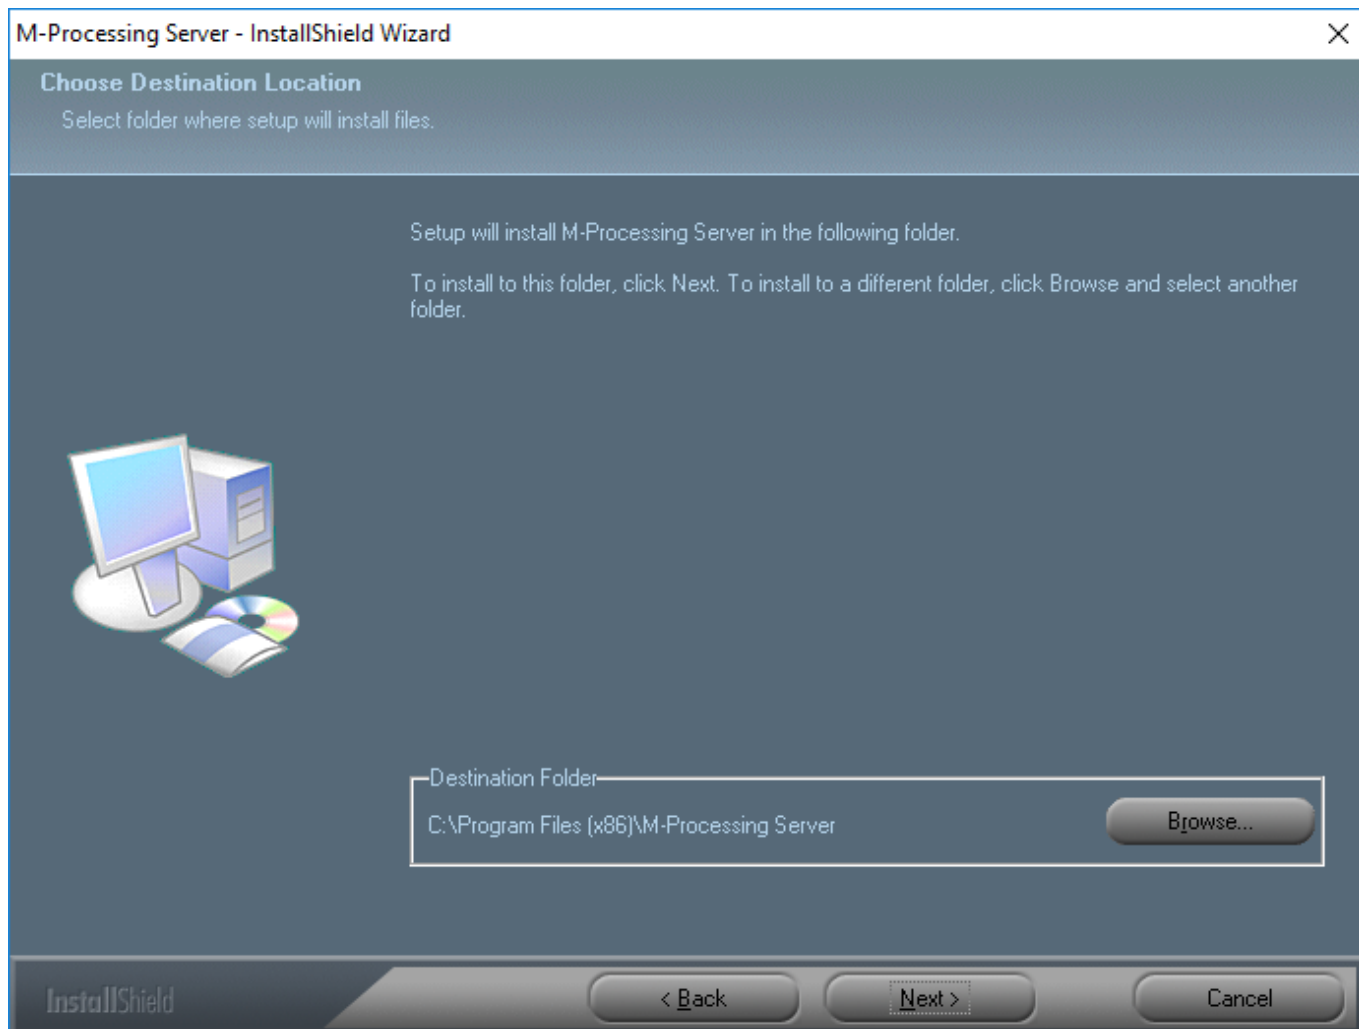 M-Processing Server - InstallShield Wizard
Choose Destination Location
Select folder where setup will install files.
Setup will install M-Processing Server in the following folder.
To install to this folder, click Next. To install to a different folder, click Browse and select another
folder.
Destination Folder
C:\Program Files (x86)\M-Processing Server
Browse...
InstallShield
< Back
Next >
Cancel